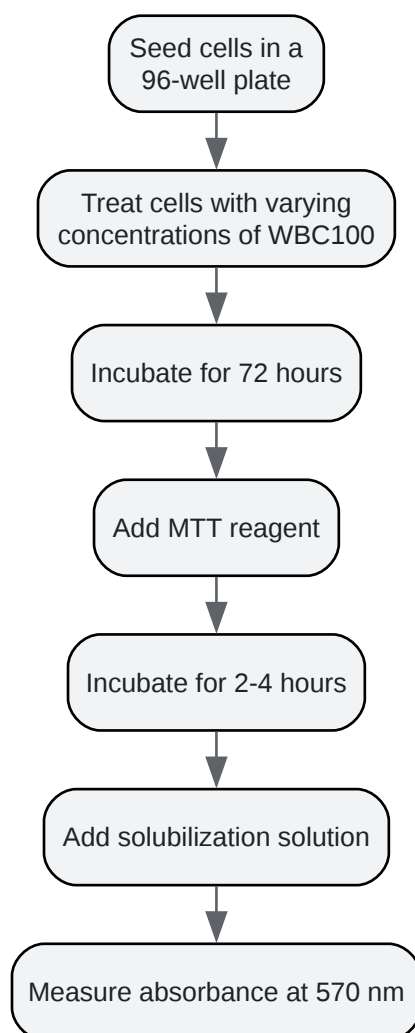 Seed cells in a
96-well plate
Treat cells with varying
concentrations of WBC100
Incubate for 72 hours
Add MTT reagent
Incubate for 2-4 hours
Add solubilization solution
Measure absorbance at 570 nm